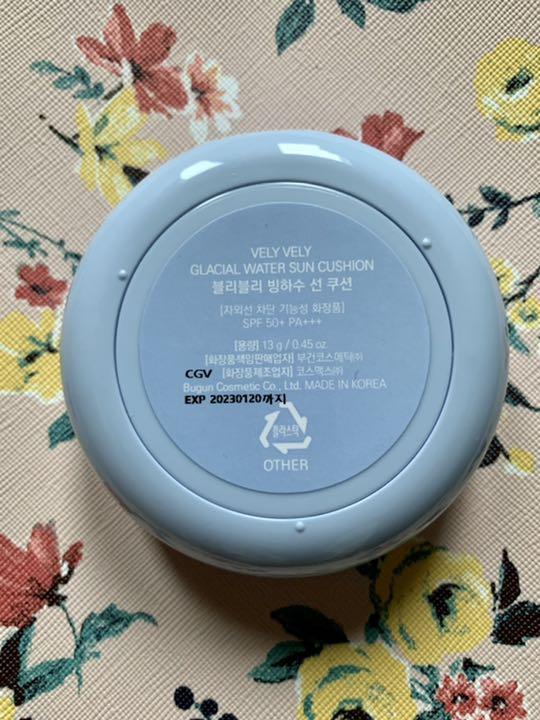 VELY VELY
GLACIAL WATER SUN CUSHION
블리블리 빙하수 선 쿠션
[자외선 차단 기능성 화장품]
SPF 50+ PA+++
[용량] 13 g / 0.45 oz
[화장품책임판매업자] 부건코스메틱㈜
CGV [화장품제조업자] 코스맥스㈜
Bugun Cosmetic Co., Ltd. MADE IN KOREA
EXP 20230120까지
플라스틱
OTHER